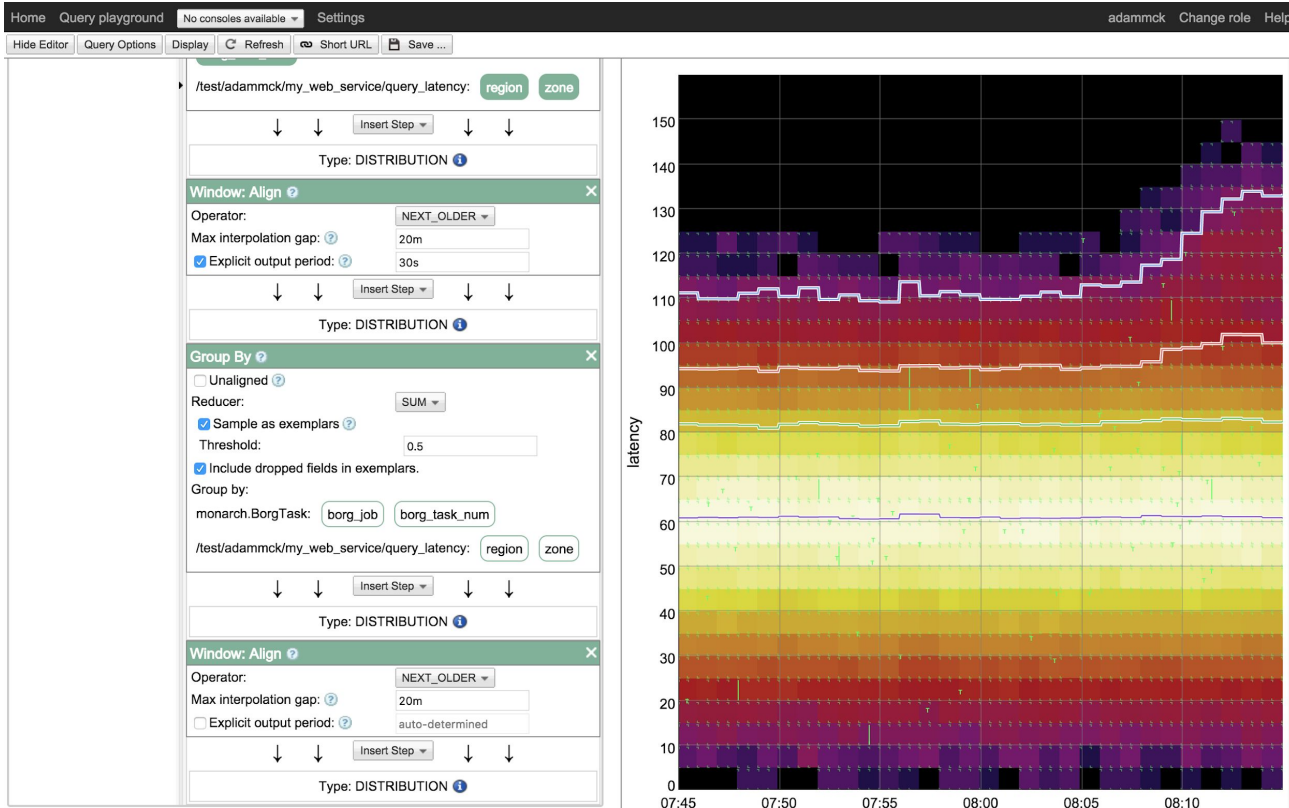 Home Query playground No consoles available Settings adammck Change role Help
Hide Editor Query Options Display Refresh Short URL Save ...
/test/adammck/my_web_service/query_latency: region zone
Insert Step
Type: DISTRIBUTION
Window: Align
Operator: NEXT_OLDER
Max interpolation gap: 20m
Explicit output period: 30s
Insert Step
Type: DISTRIBUTION
Group By
Unaligned
Reducer: SUM
Sample as exemplars
Threshold: 0.5
Include dropped fields in exemplars.
Group by:
monarch.BorgTask: borg_job borg_task_num
/test/adammck/my_web_service/query_latency: region zone
Insert Step
Type: DISTRIBUTION
Window: Align
Operator: NEXT_OLDER
Max interpolation gap: 20m
Explicit output period: auto-determined
Insert Step
Type: DISTRIBUTION
latency
150
140
130
120
110
100
90
80
70
60
50
40
30
20
10
0
07:45 07:50 07:55 08:00 08:05 08:10